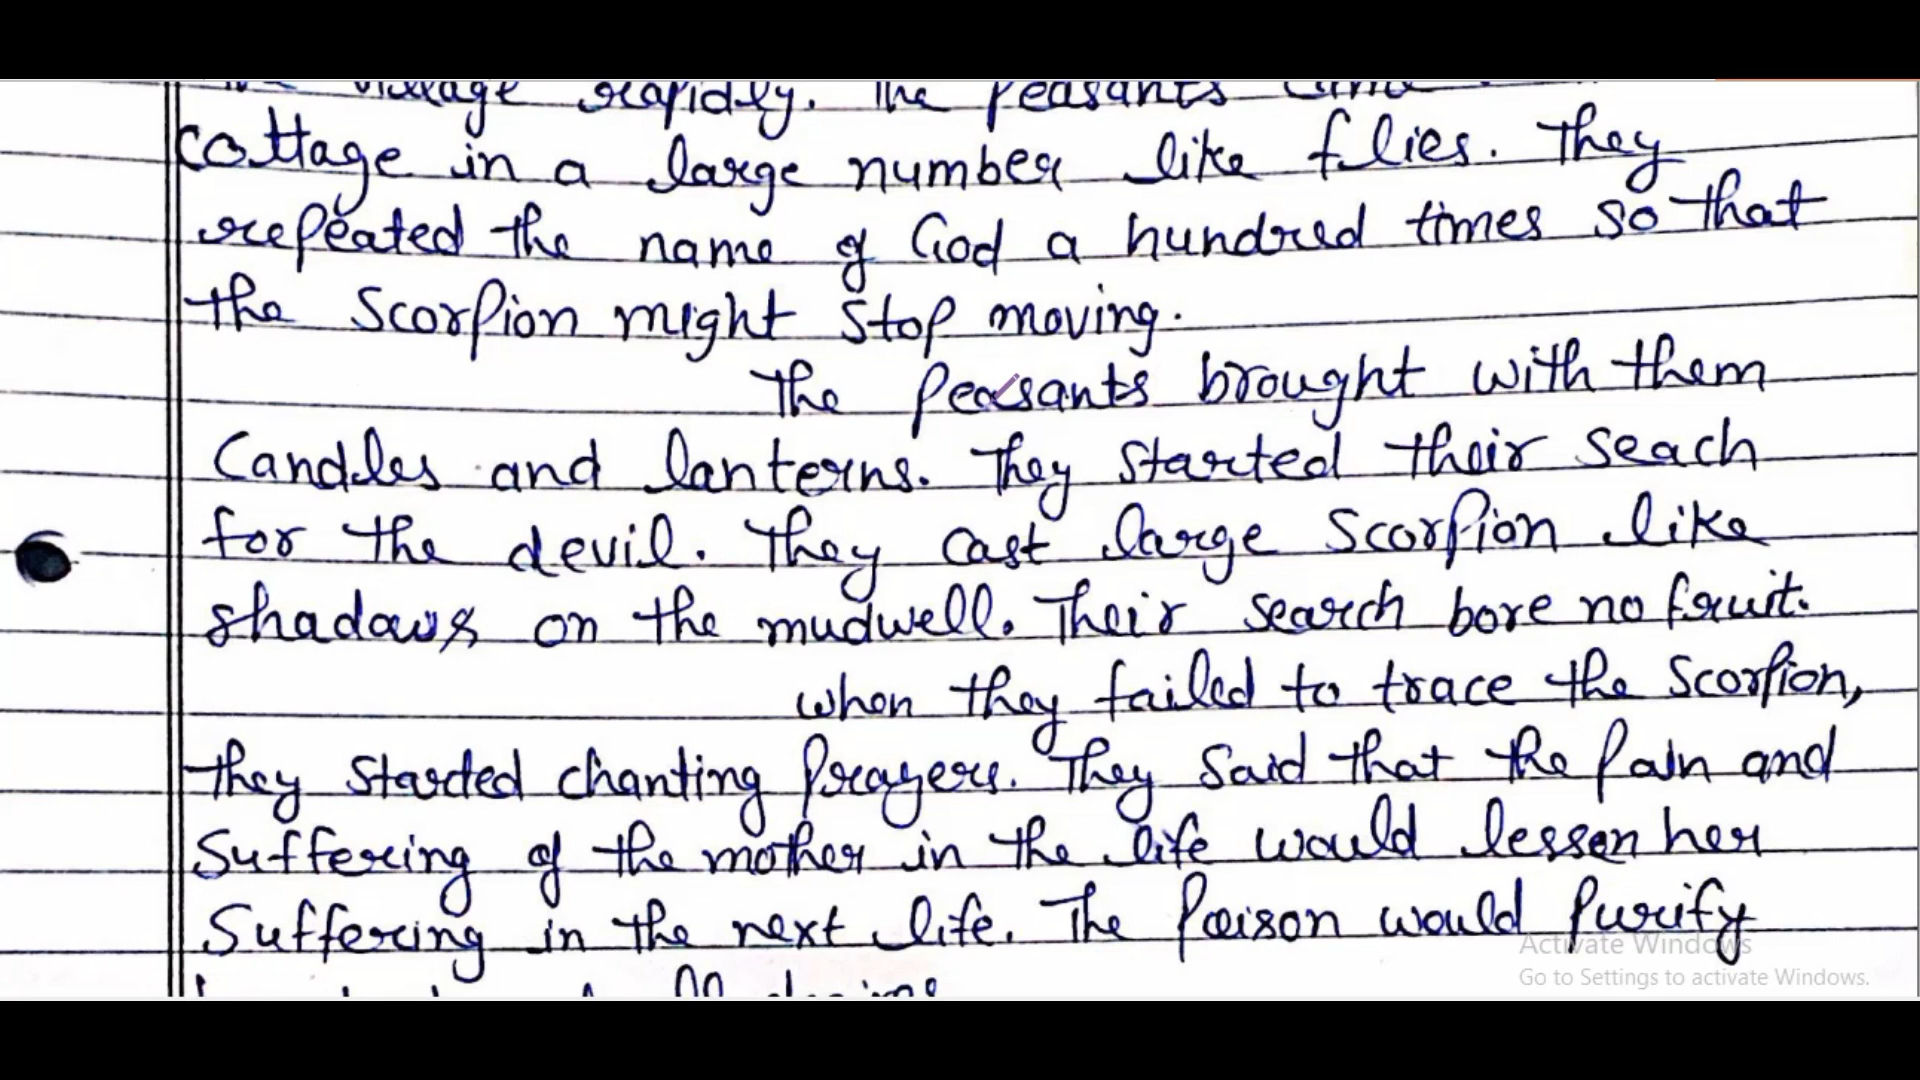 village rapidly. The peasants
cottage in a large number like flies. They
repeated the name of God a hundred times so that
the Scorpion might stop moving.
The Peasants brought with them
Candles and lanterns. They started their seach
for the devil. They cast large Scorpion like
shadows on the mudwell. Their search bore no fruit.
when they failed to trace the Scorpion,
they started chanting Prayers. They said that the Pain and
Suffering of the mother in the life would lessen her
Suffering in the next life. The Poison would Purify
Activate Windows
Go to Settings to activate Windows.